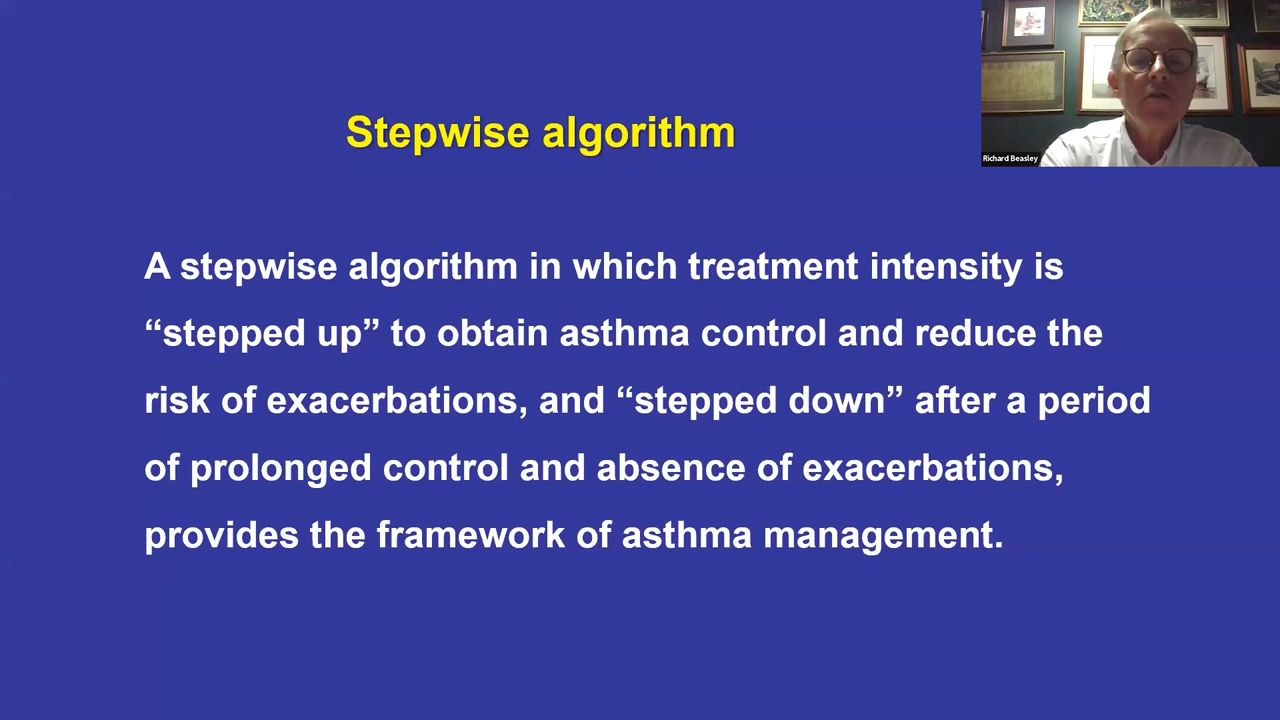 Stepwise algorithm
Richard Beasley
A stepwise algorithm in which treatment intensity is
“stepped up” to obtain asthma control and reduce the
risk of exacerbations, and “stepped down” after a period
of prolonged control and absence of exacerbations,
provides the framework of asthma management.